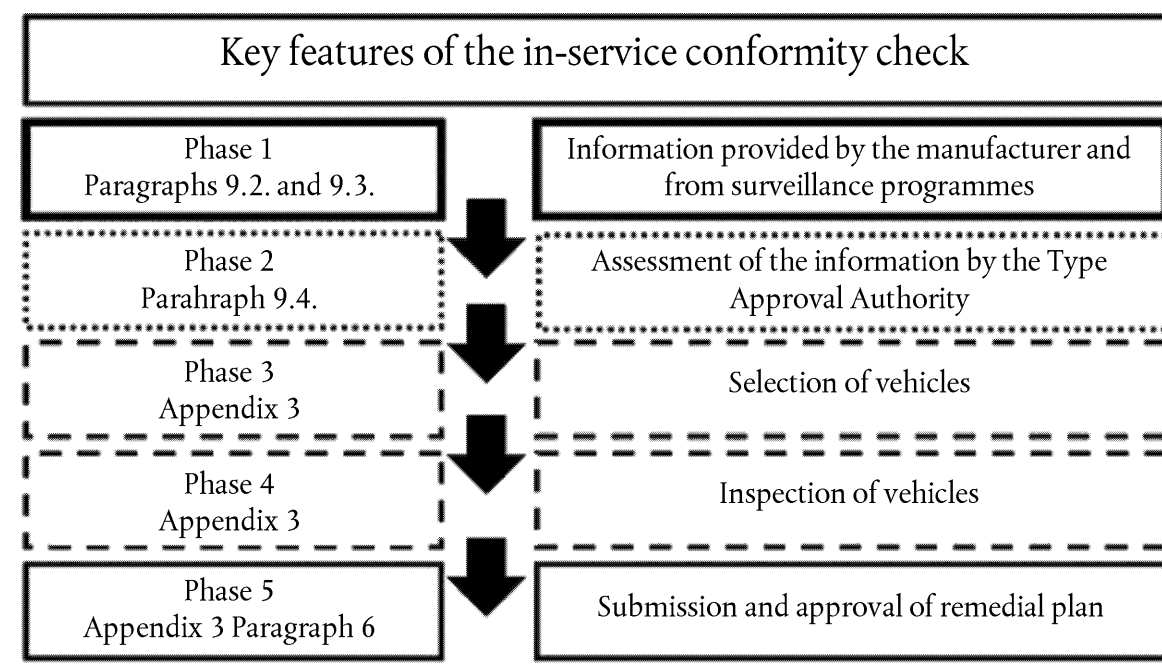 Key features of the in-service conformity check
Phase 1
Paragraphs 9.2. and 9.3.
Information provided by the manufacturer and
from surveillance programmes
Phase 2
Parahraph 9.4.
Assessment of the information by the Type
Approval Authority
Phase 3
Appendix 3
Selection of vehicles
Phase 4
Appendix 3
Inspection of vehicles
Phase 5
Appendix 3 Paragraph 6
Submission and approval of remedial plan